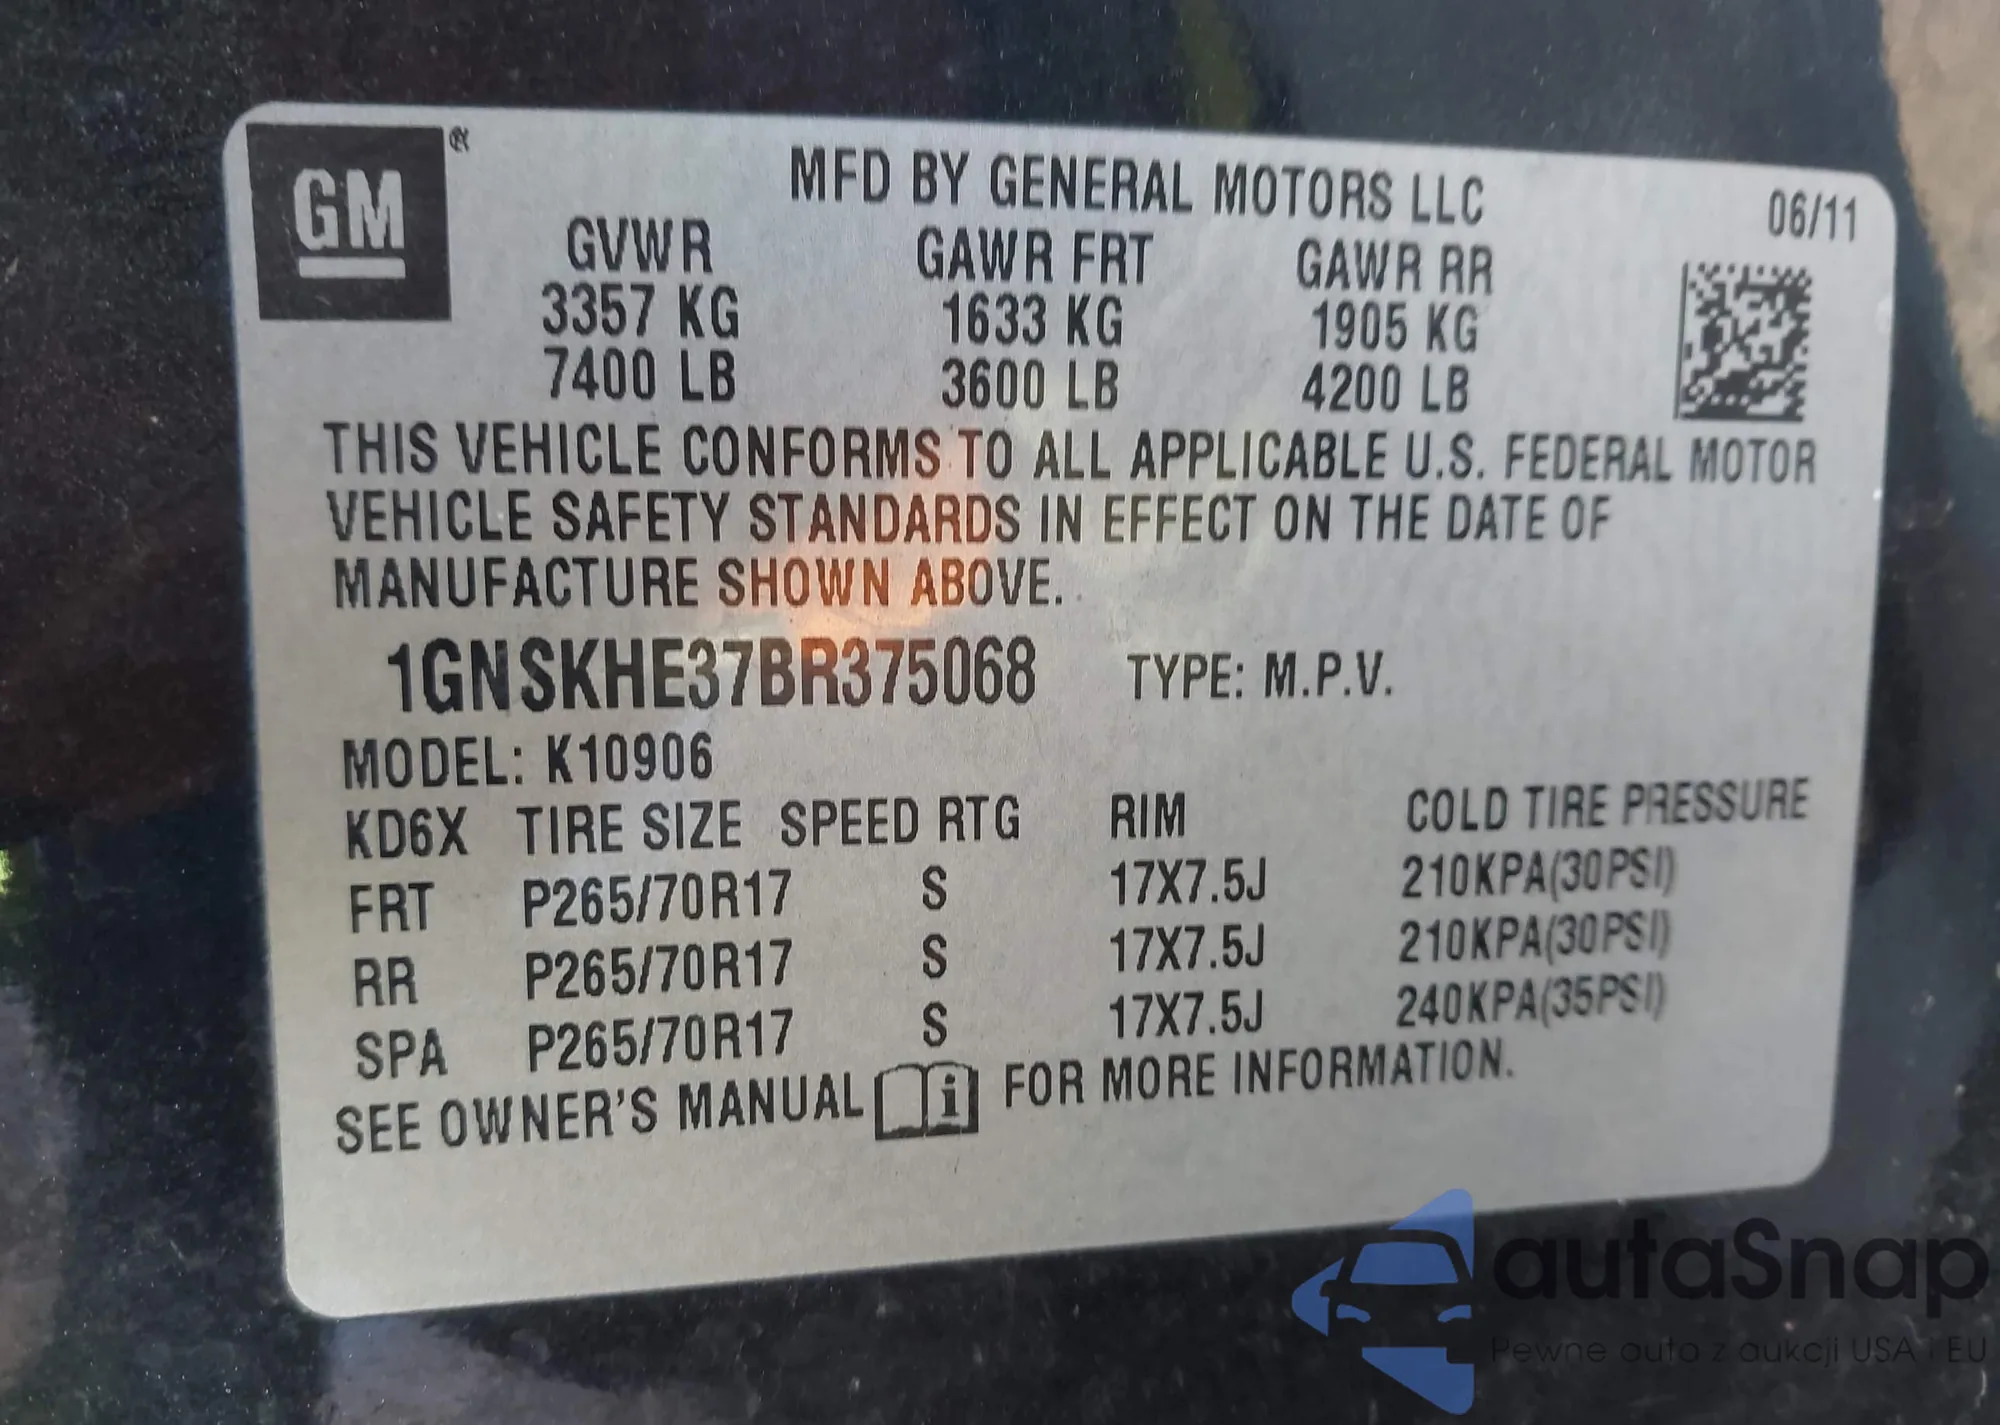 GM®
MFD BY GENERAL MOTORS LLC
06/11
GVWR GAWR FRT GAWR RR
3357 KG 1633 KG 1905 KG
7400 LB 3600 LB 4200 LB
THIS VEHICLE CONFORMS TO ALL APPLICABLE U.S. FEDERAL MOTOR
VEHICLE SAFETY STANDARDS IN EFFECT ON THE DATE OF
MANUFACTURE SHOWN ABOVE.
1GNSKHE37BR375068 TYPE: M.P.V.
MODEL: K10906
KD6X TIRE SIZE SPEED RTG RIM COLD TIRE PRESSURE
FRT P265/70R17 S 17X7.5J 210KPA(30PSI)
RR P265/70R17 S 17X7.5J 210KPA(30PSI)
SPA P265/70R17 S 17X7.5J 240KPA(35PSI)
SEE OWNER'S MANUAL i FOR MORE INFORMATION.
autaSnap
Pewne auto z aukcji USA i EU